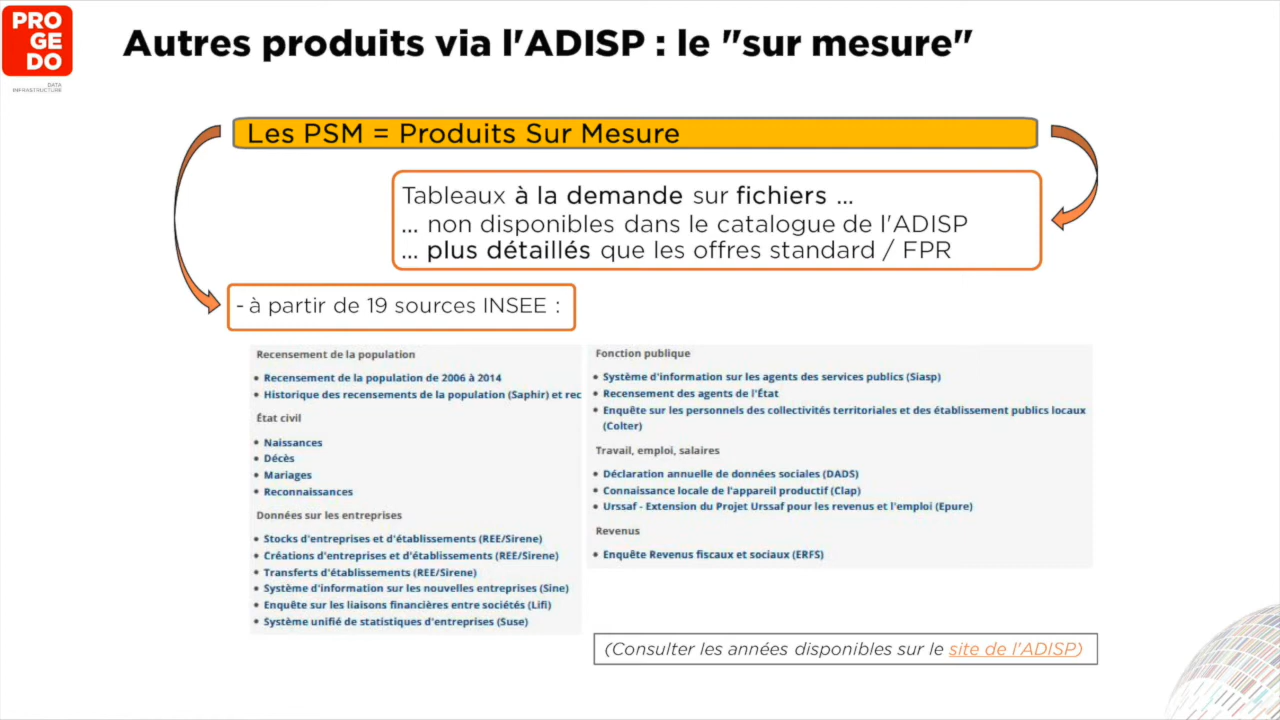 PRO
GE
DO
DATA
INFRASTRUCTURE
Autres produits via l'ADISP : le "sur mesure"
Les PSM = Produits Sur Mesure
Tableaux à la demande sur fichiers ...
... non disponibles dans le catalogue de l'ADISP
... plus détaillés que les offres standard / FPR
- à partir de 19 sources INSEE :
Recensement de la population
• Recensement de la population de 2006 à 2014
• Historique des recensements de la population (Saphir) et rec
État civil
• Naissances
• Décès
• Mariages
• Reconnaissances
Données sur les entreprises
• Stocks d'entreprises et d'établissements (REE/Sirene)
• Créations d'entreprises et d'établissements (REE/Sirene)
• Transferts d'établissements (REE/Sirene)
• Système d'information sur les nouvelles entreprises (Sine)
• Enquête sur les liaisons financières entre sociétés (Lifi)
• Système unifié de statistiques d'entreprises (Suse)
Fonction publique
• Système d'information sur les agents des services publics (Siasp)
• Recensement des agents de l'État
• Enquête sur les personnels des collectivités territoriales et des établissement publics locaux
(Colter)
Travail, emploi, salaires
• Déclaration annuelle de données sociales (DADS)
• Connaissance locale de l'appareil productif (Clap)
• Urssaf - Extension du Projet Urssaf pour les revenus et l'emploi (Epure)
Revenus
• Enquête Revenus fiscaux et sociaux (ERFS)
(Consulter les années disponibles sur le site de l'ADISP)